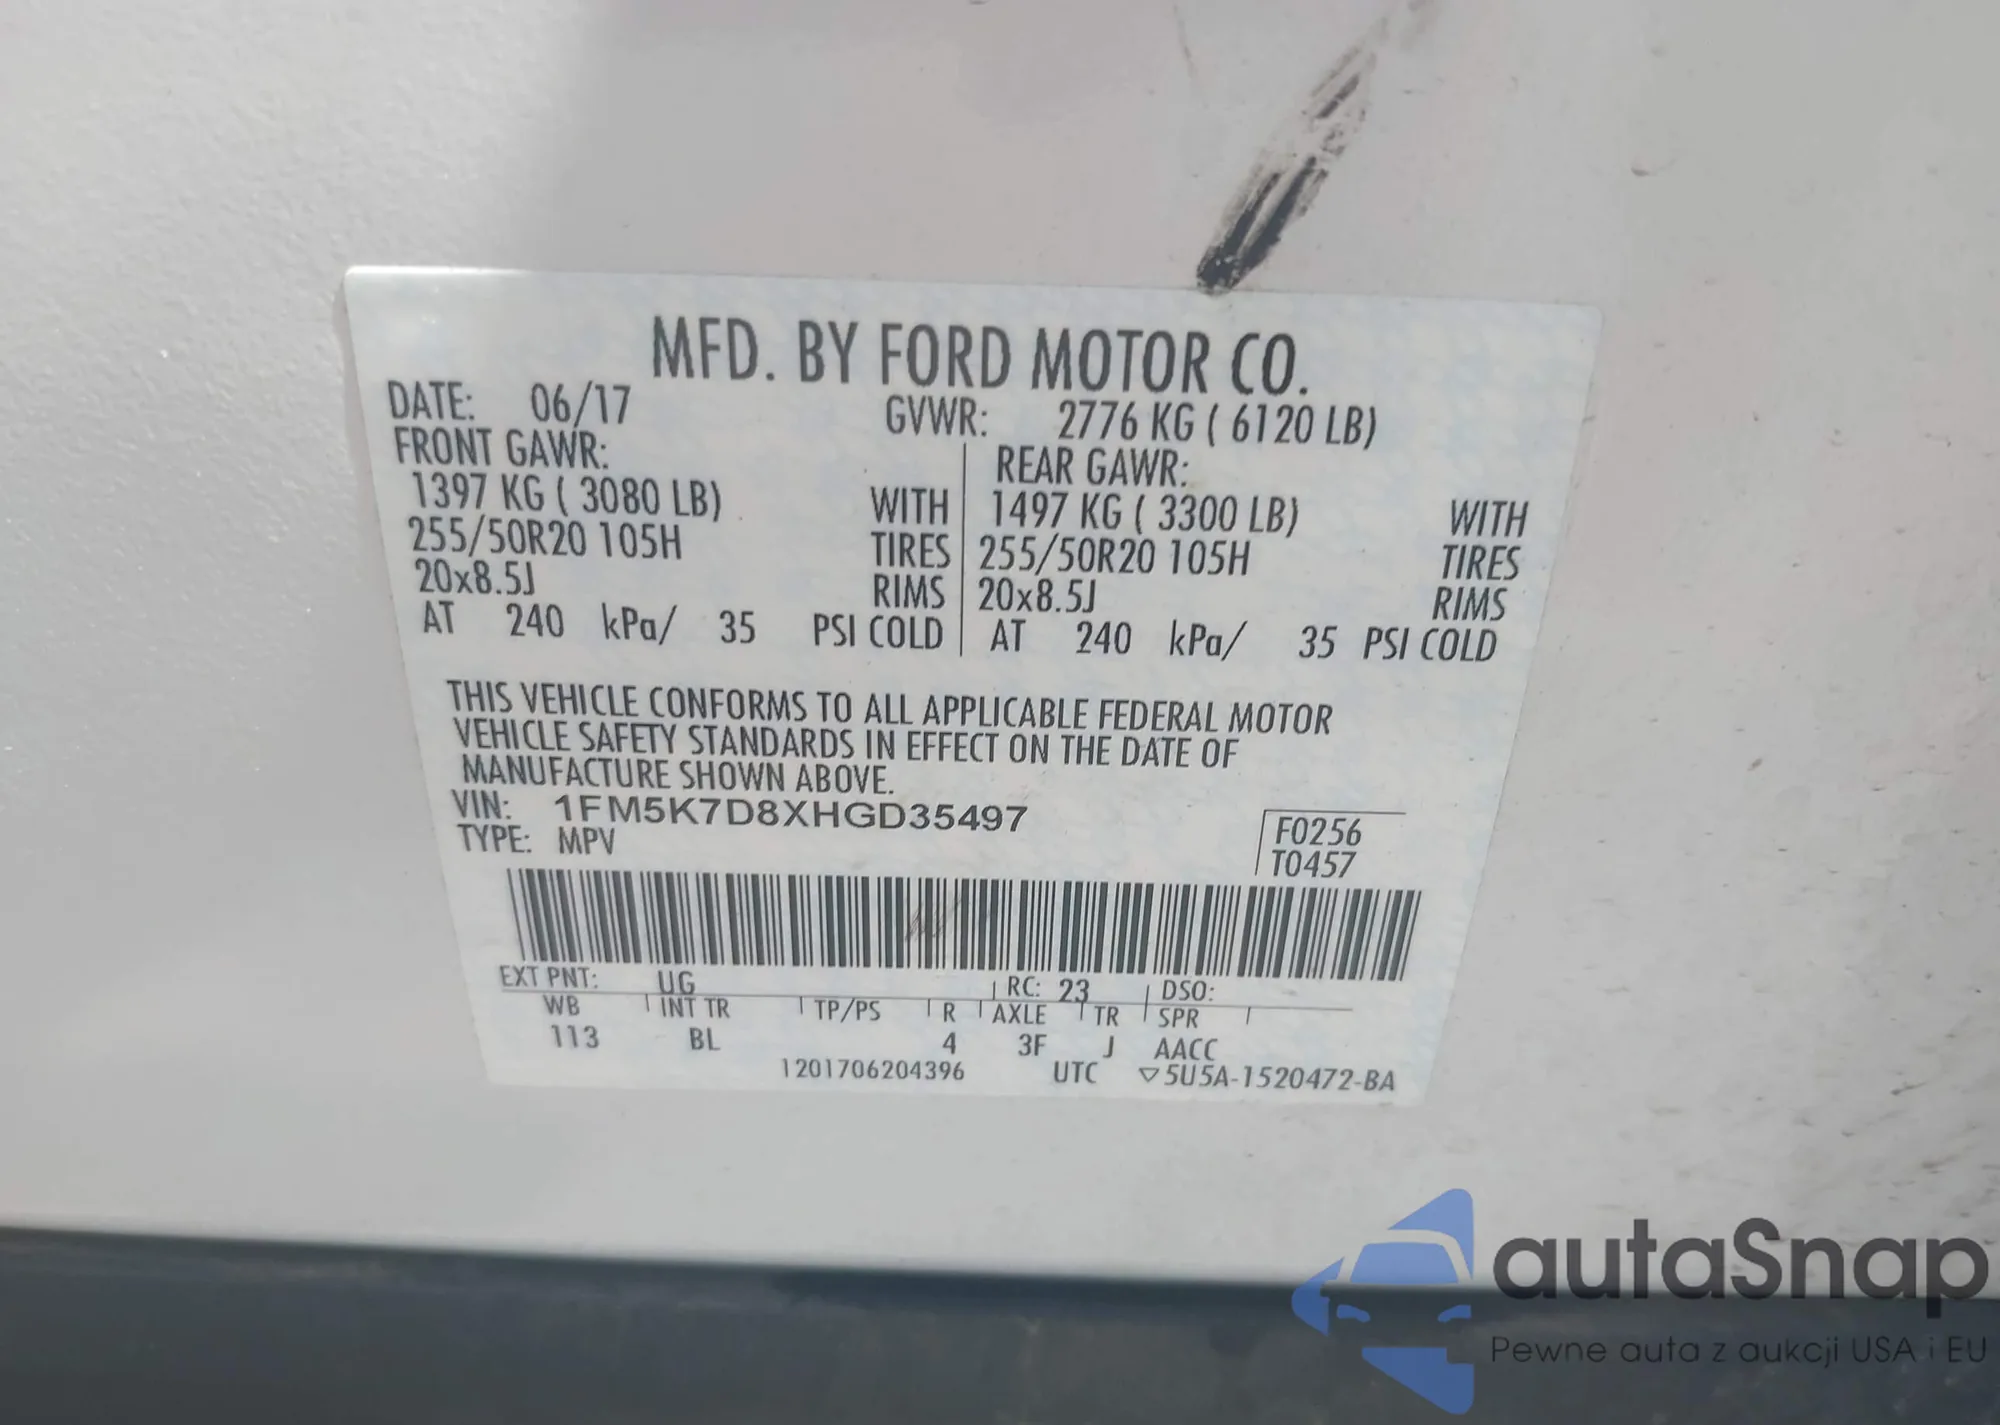 MFD. BY FORD MOTOR CO.
DATE: 06/17 GVWR: 2776 KG ( 6120 LB)
FRONT GAWR: REAR GAWR:
1397 KG ( 3080 LB) WITH 1497 KG ( 3300 LB) WITH
255/50R20 105H TIRES 255/50R20 105H TIRES
20x8.5J RIMS 20x8.5J RIMS
AT 240 kPa/ 35 PSI COLD AT 240 kPa/ 35 PSI COLD
THIS VEHICLE CONFORMS TO ALL APPLICABLE FEDERAL MOTOR
VEHICLE SAFETY STANDARDS IN EFFECT ON THE DATE OF
MANUFACTURE SHOWN ABOVE.
VIN: 1FM5K7D8XHGD35497
TYPE: MPV
F0256
T0457
EXT PNT: UG RC: 23 DSO:
WB INT TR TP/PS R AXLE TR SPR
113 BL 4 3F J AACC
1201706204396 UTC ▽5U5A-1520472-BA
autaSnap
Pewne auta z aukcji USA i EU